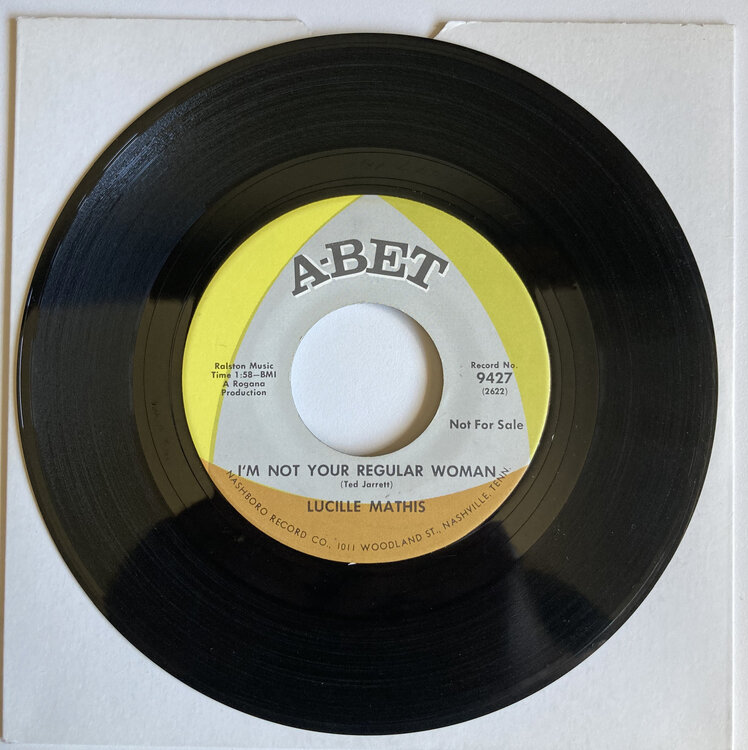 A-BET
Ralston Music
Time 1:58—BMI
A Rogana
Production
Record No.
9427
(2622)
Not For Sale
I'M NOT YOUR REGULAR WOMAN
(Ted Jarrett)
LUCILLE MATHIS
NASHBORO RECORD CO., 1011 WOODLAND ST., NASHVILLE, TENN.